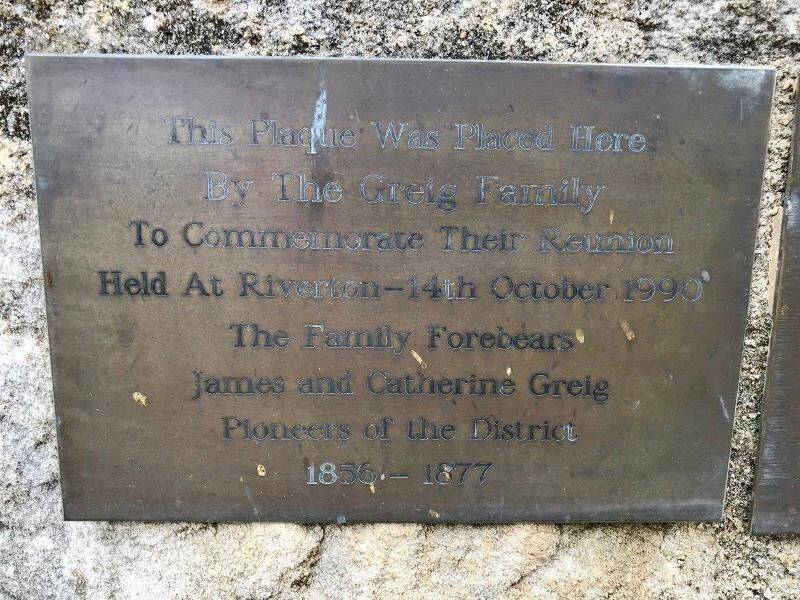 This Plaque Was Placed Here
By The Greig Family
To Commemorate Their Reunion
Held At Riverton-14th October 1990
The Family Forebears
James and Catherine Greig
Pioneers of the District
1856 - 1877